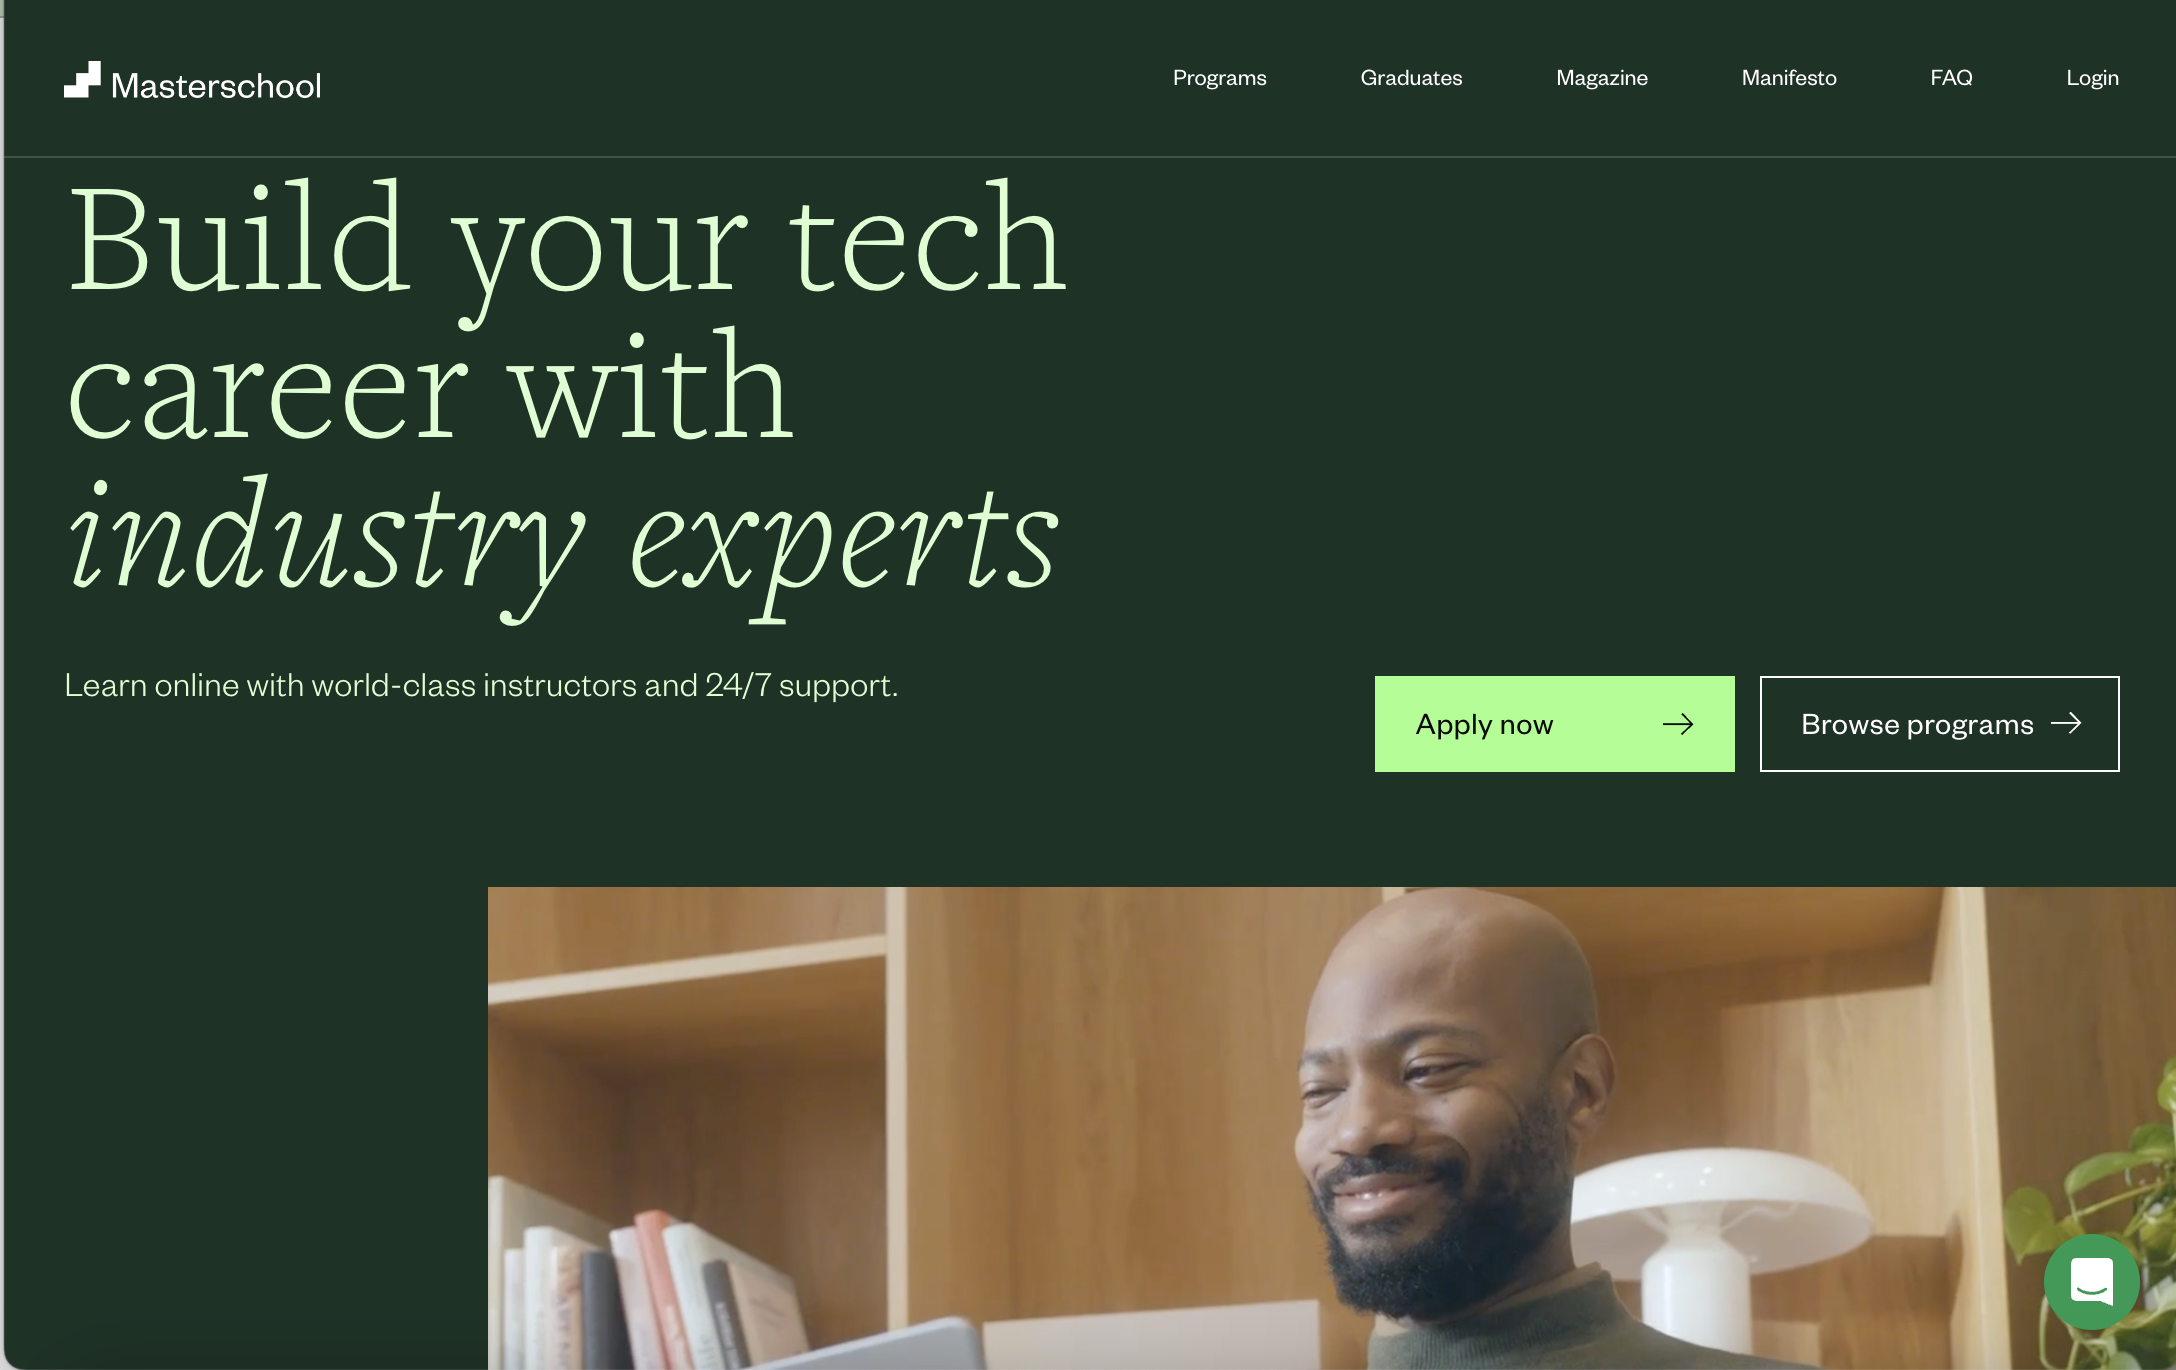 Masterschool
Programs
Graduates
Magazine
Manifesto
FAQ
Login
Build your tech
career with
industry experts
Learn online with world-class instructors and 24/7 support.
Apply now
Browse programs